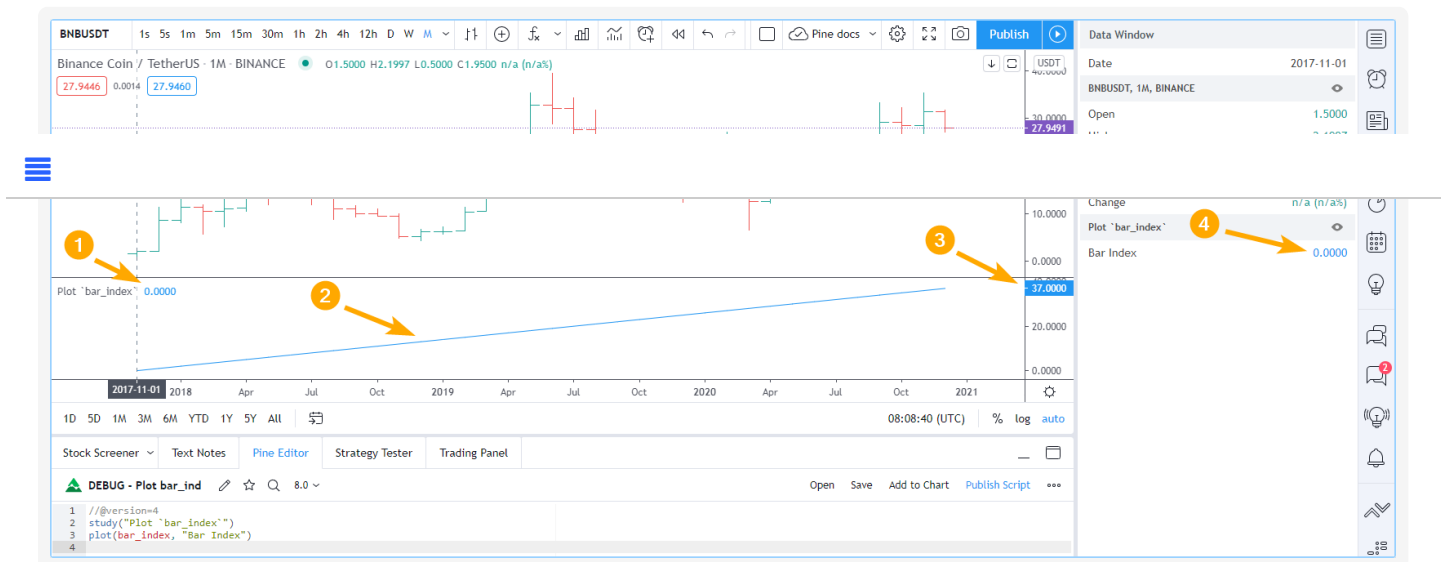 BNBUSDT 1s 5s 1m 5m 15m 30m 1h 2h 4h 12h D W M Pine docs Publish
Data Window
Binance Coin / TetherUS · 1M · BINANCE O1.5000 H2.1997 L0.5000 C1.9500 n/a (n/a%)
USDT
Date 2017-11-01
27.9446 0.0014 27.9460
BNBUSDT, 1M, BINANCE
40.0000
30.0000
Open 1.5000
27.9491
Change n/a (n/a%)
10.0000
Plot `bar_index`
4
1
3
0.0000
Bar Index 0.0000
Plot `bar_index` 0.0000
2
37.0000
20.0000
0.0000
2
2017-11-01 2018 Apr Jul Oct 2019 Apr Jul Oct 2020 Apr Jul Oct 2021
1D 5D 1M 3M 6M YTD 1Y 5Y All
08:08:40 (UTC) % log auto
Stock Screener Text Notes Pine Editor Strategy Tester Trading Panel
DEBUG - Plot bar_ind 8.0
Open Save Add to Chart Publish Script
1 //@version=4
2 study("Plot `bar_index`")
3 plot(bar_index, "Bar Index")
4